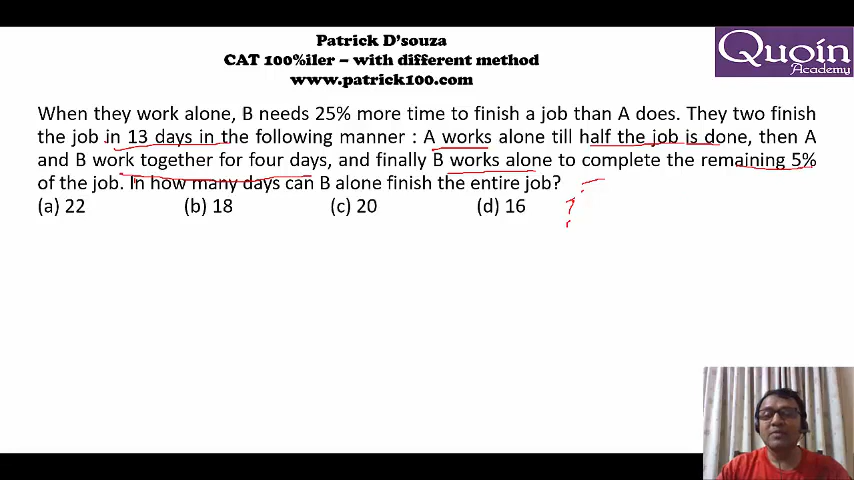 Patrick D'souza
CAT 100%iler – with different method
www.patrick100.com
Quoin
Academy
When they work alone, B needs 25% more time to finish a job than A does. They two finish
the job in 13 days in the following manner : A works alone till half the job is done, then A
and B work together for four days, and finally B works alone to complete the remaining 5%
of the job. In how many days can B alone finish the entire job?
(a) 22 (b) 18 (c) 20 (d) 16 ?